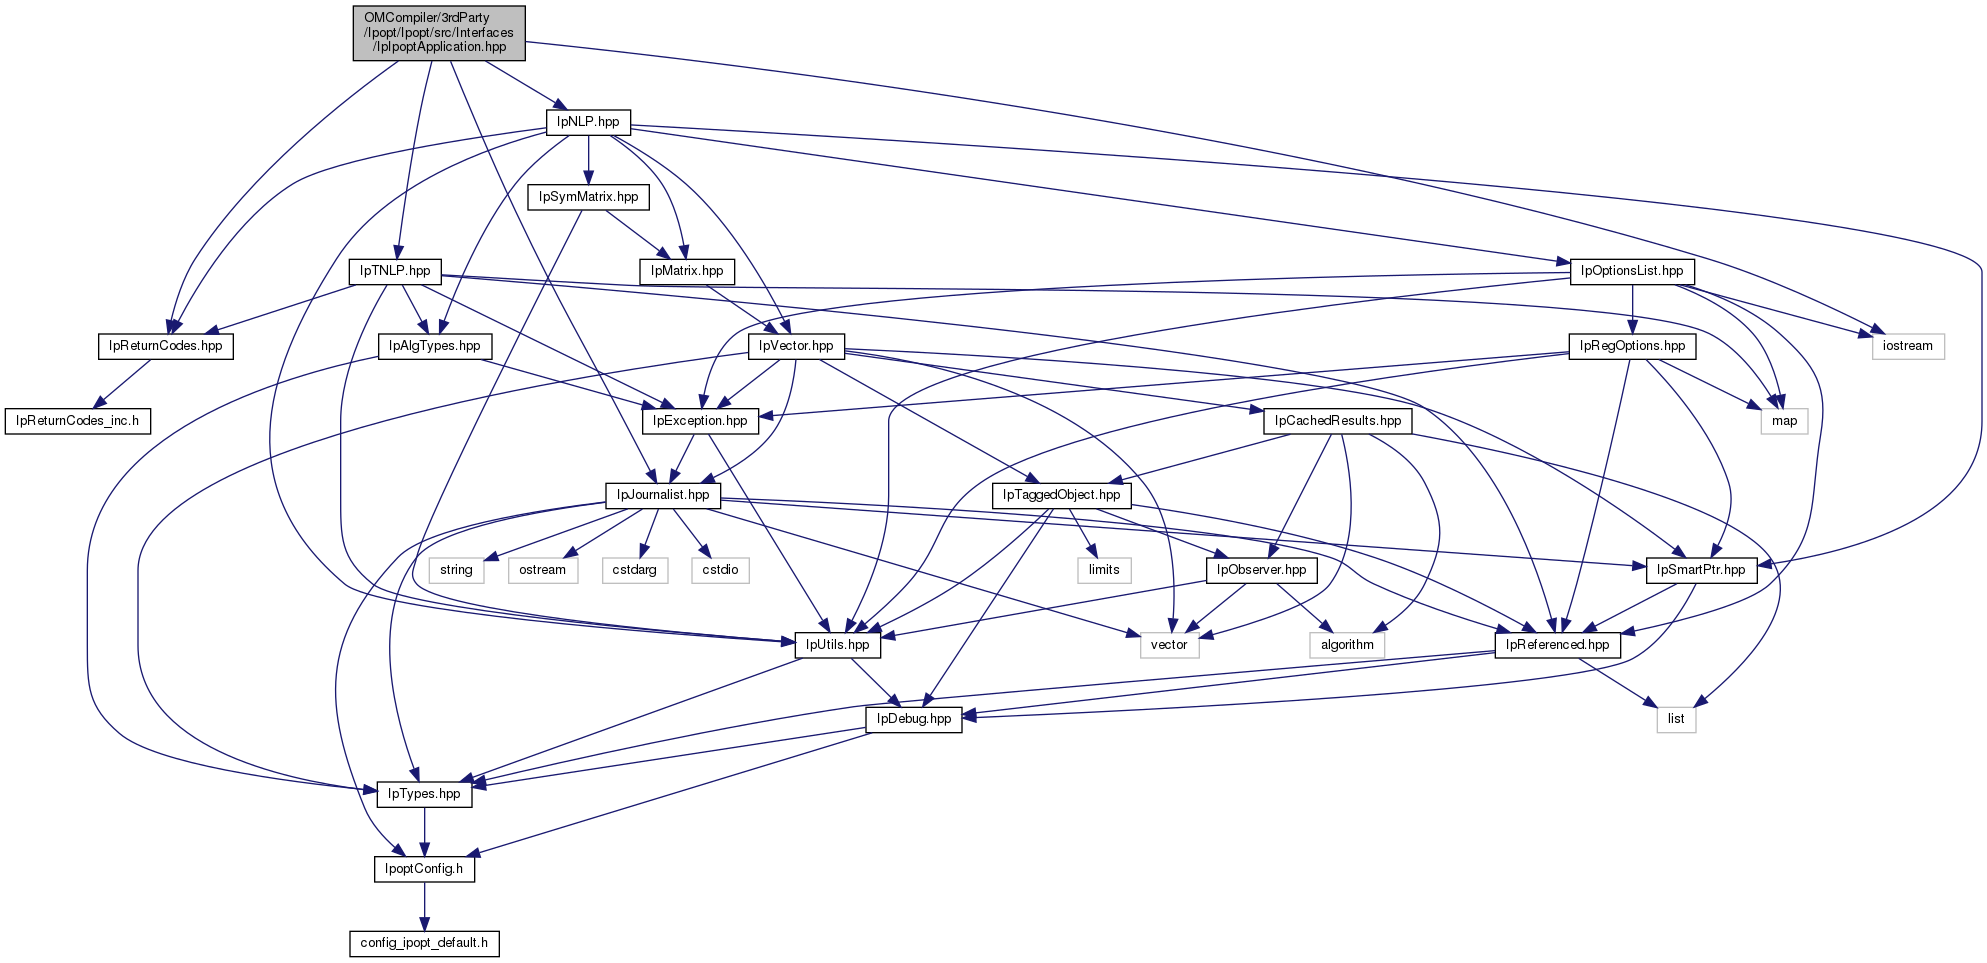 OMCompiler/3rdParty
/Ipopt/Ipopt/src/Interfaces
/IpIpoptApplication.hpp
IpNLP.hpp
IpSymMatrix.hpp
IpTNLP.hpp
IpMatrix.hpp
IpOptionsList.hpp
IpReturnCodes.hpp
IpAlgTypes.hpp
IpVector.hpp
IpRegOptions.hpp
iostream
IpReturnCodes_inc.h
IpException.hpp
IpCachedResults.hpp
map
IpJournalist.hpp
IpTaggedObject.hpp
string
ostream
cstdarg
cstdio
limits
IpObserver.hpp
IpSmartPtr.hpp
IpUtils.hpp
vector
algorithm
IpReferenced.hpp
IpDebug.hpp
list
IpTypes.hpp
IpoptConfig.h
config_ipopt_default.h